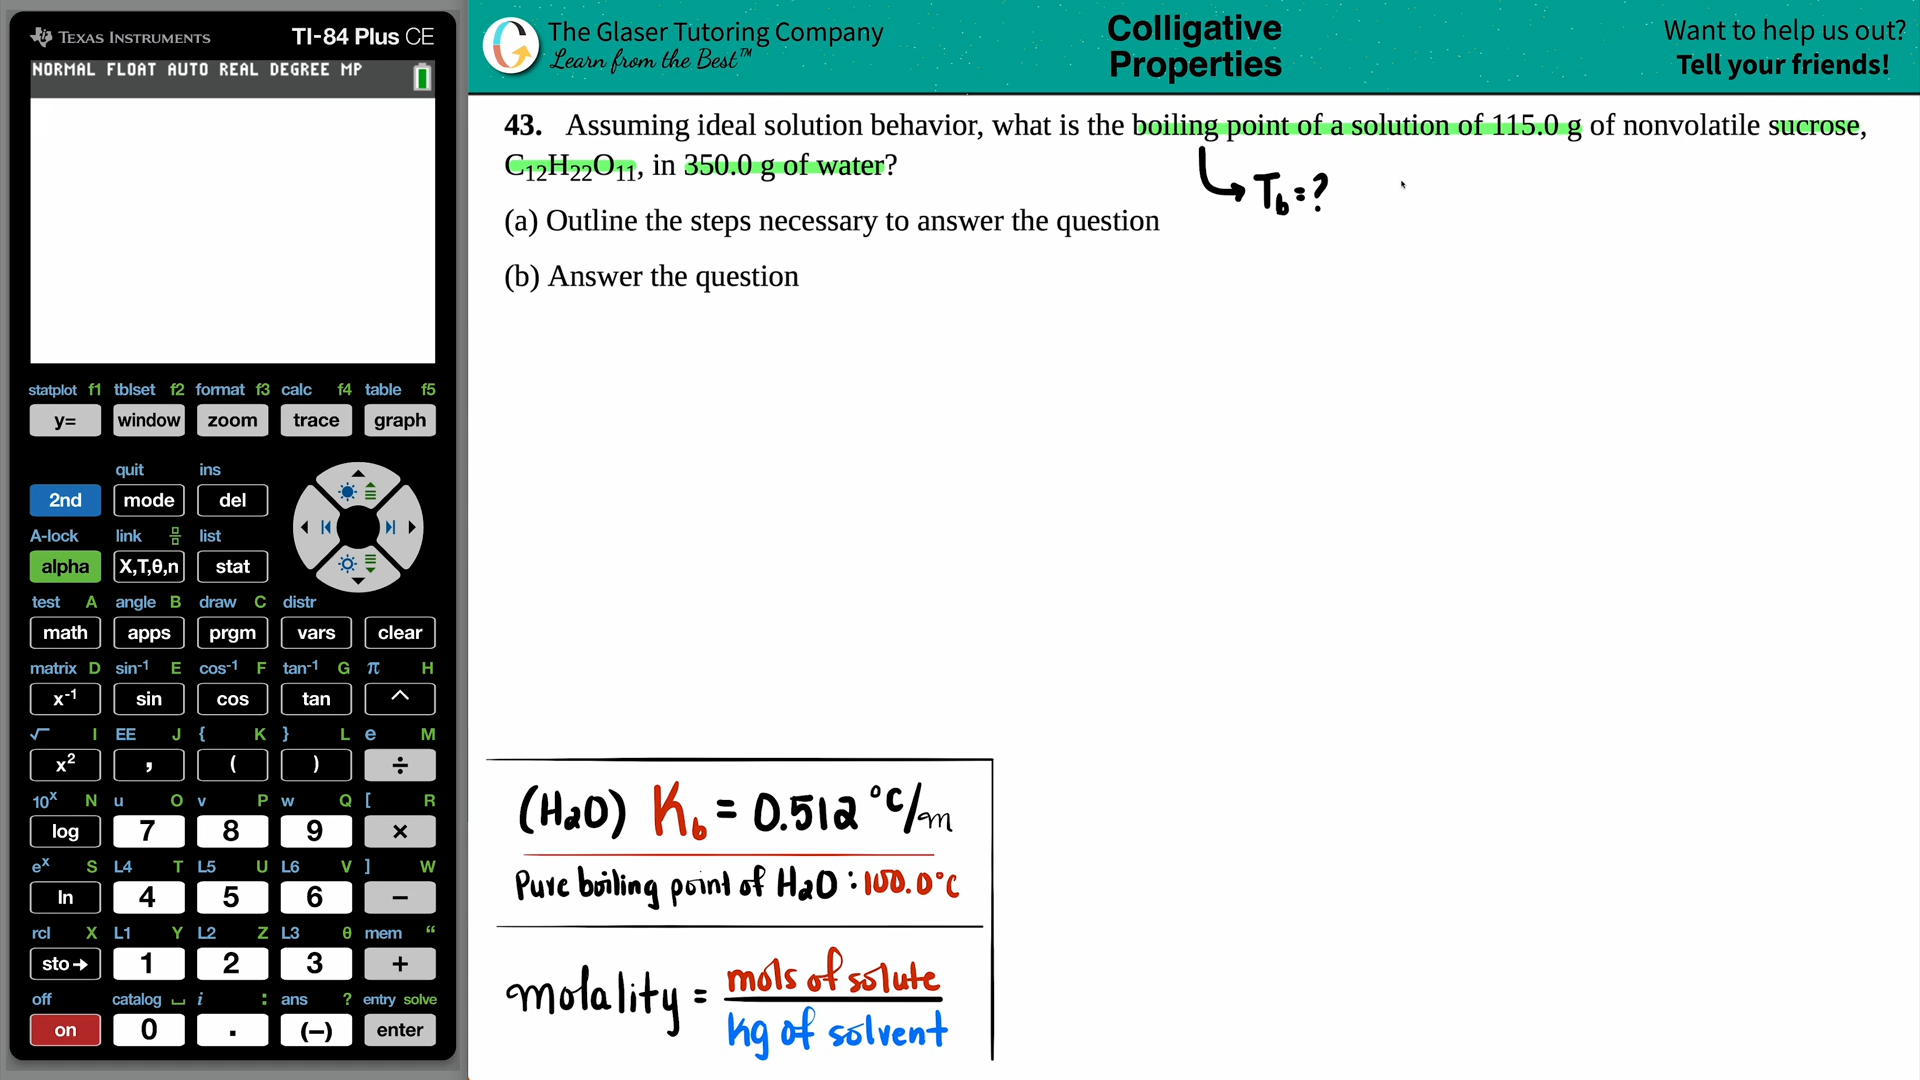 TEXAS INSTRUMENTS TI-84 Plus CE
NORMAL FLOAT AUTO REAL DEGREE MP
statplot f1 tblset f2 format f3 calc f4 table f5
y= window zoom trace graph
quit ins
2nd mode del
A-lock link list
alpha X,T,θ,n stat
test A angle B draw C distr
math apps prgm vars clear
matrix D sin⁻¹ E cos⁻¹ F tan⁻¹ G π H
x⁻¹ sin cos tan ^
√ I EE J { K } L e M
x² , ( ) ÷
10ˣ N u O v P w Q [ R
log 7 8 9 ×
eˣ S L4 T L5 U L6 V ] W
ln 4 5 6 −
rcl X L1 Y L2 Z L3 θ mem “
sto→ 1 2 3 +
off catalog ⎵ i : ans ? entry solve
on 0 . (−) enter
The Glaser Tutoring Company
Learn from the Best™
Colligative
Properties
Want to help us out?
Tell your friends!
43. Assuming ideal solution behavior, what is the boiling point of a solution of 115.0 g of nonvolatile sucrose,
C₁₂H₂₂O₁₁, in 350.0 g of water?
T_b = ?
(a) Outline the steps necessary to answer the question
(b) Answer the question
(H₂O) K_b = 0.512 °C/m
Pure boiling point of H₂O : 100.0°C
molality = mols of solute
kg of solvent